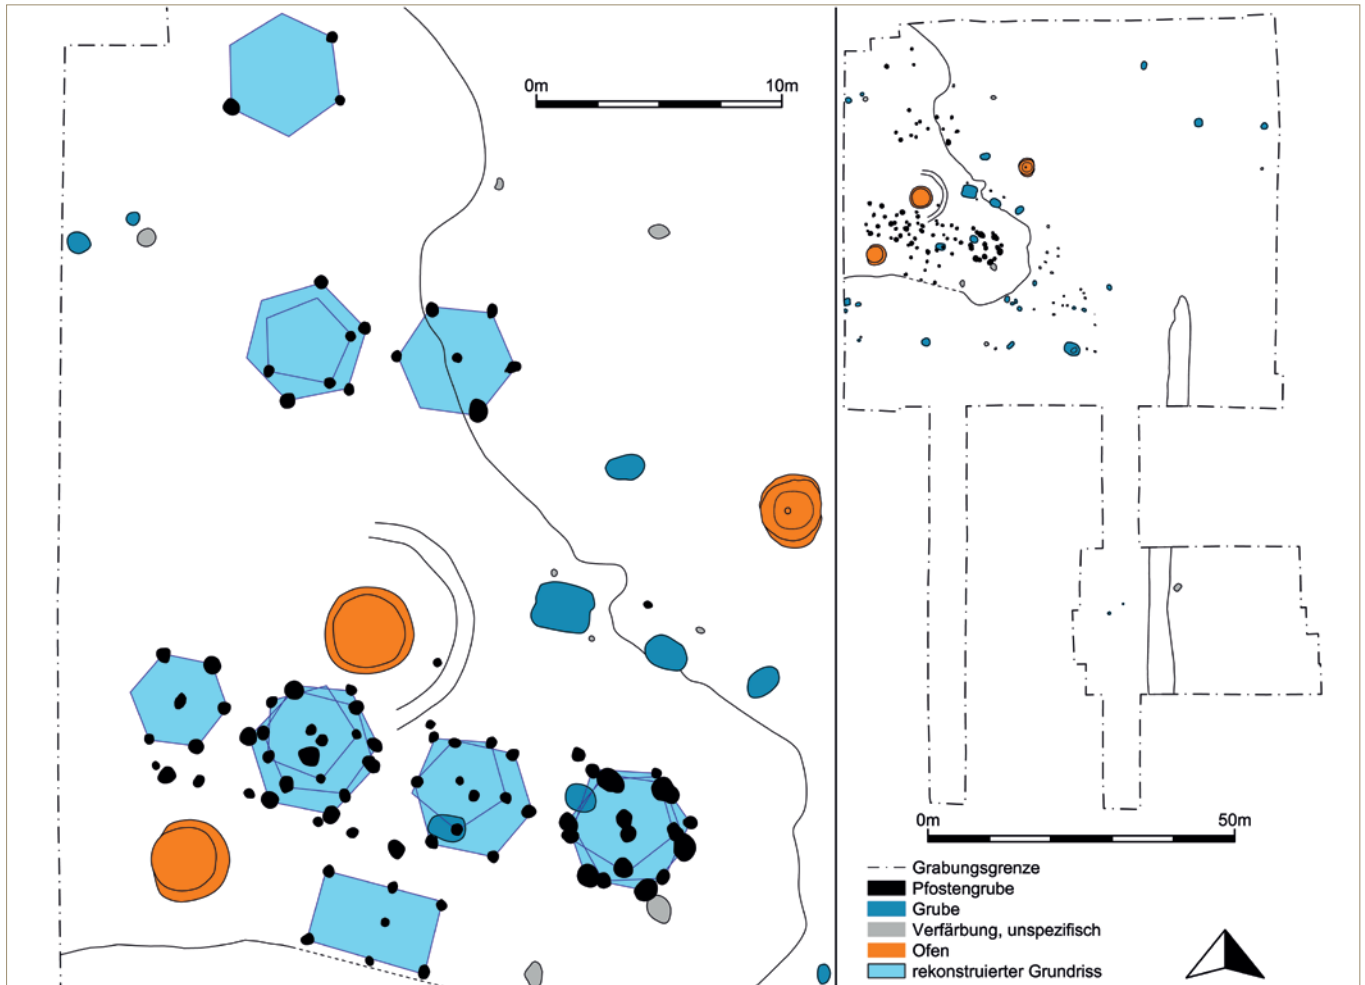 0m 10m
0m 50m
Grabungsgrenze
Pfostengrube
Grube
Verfärbung, unspezifisch
Ofen
rekonstruierter Grundriss